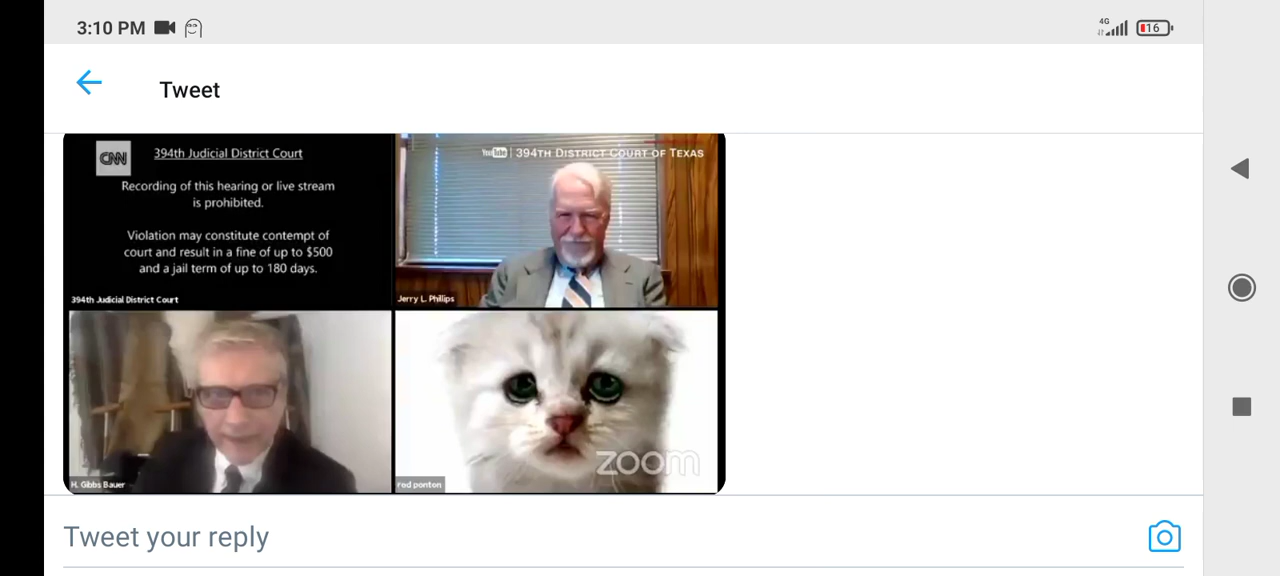 3:10 PM
4G
16
Tweet
CNN
394th Judicial District Court
Recording of this hearing or live stream
is prohibited.
Violation may constitute contempt of
court and result in a fine of up to $500
and a jail term of up to 180 days.
394th Judicial District Court
YouTube | 394TH DISTRICT COURT OF TEXAS
Jerry L. Phillips
H. Gibbs Bauer
zoom
rod ponton
Tweet your reply